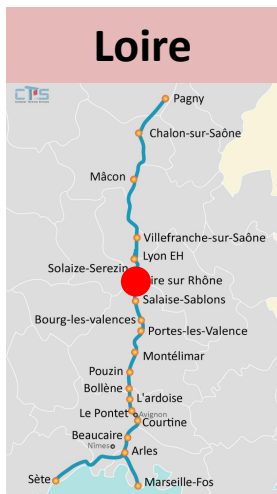 Loire
CTS
Pagny
Chalon-sur-Saône
Mâcon
Villefranche-sur-Saône
Lyon EH
Solaize-Serezin
ire sur Rhône
Salaise-Sablons
Bourg-les-valences
Portes-les-Valence
Montélimar
Pouzin
Bollène
L'ardoise
Le Pontet
Avignon
Courtine
Beaucaire
Nîmes
Arles
Sète
Marseille-Fos